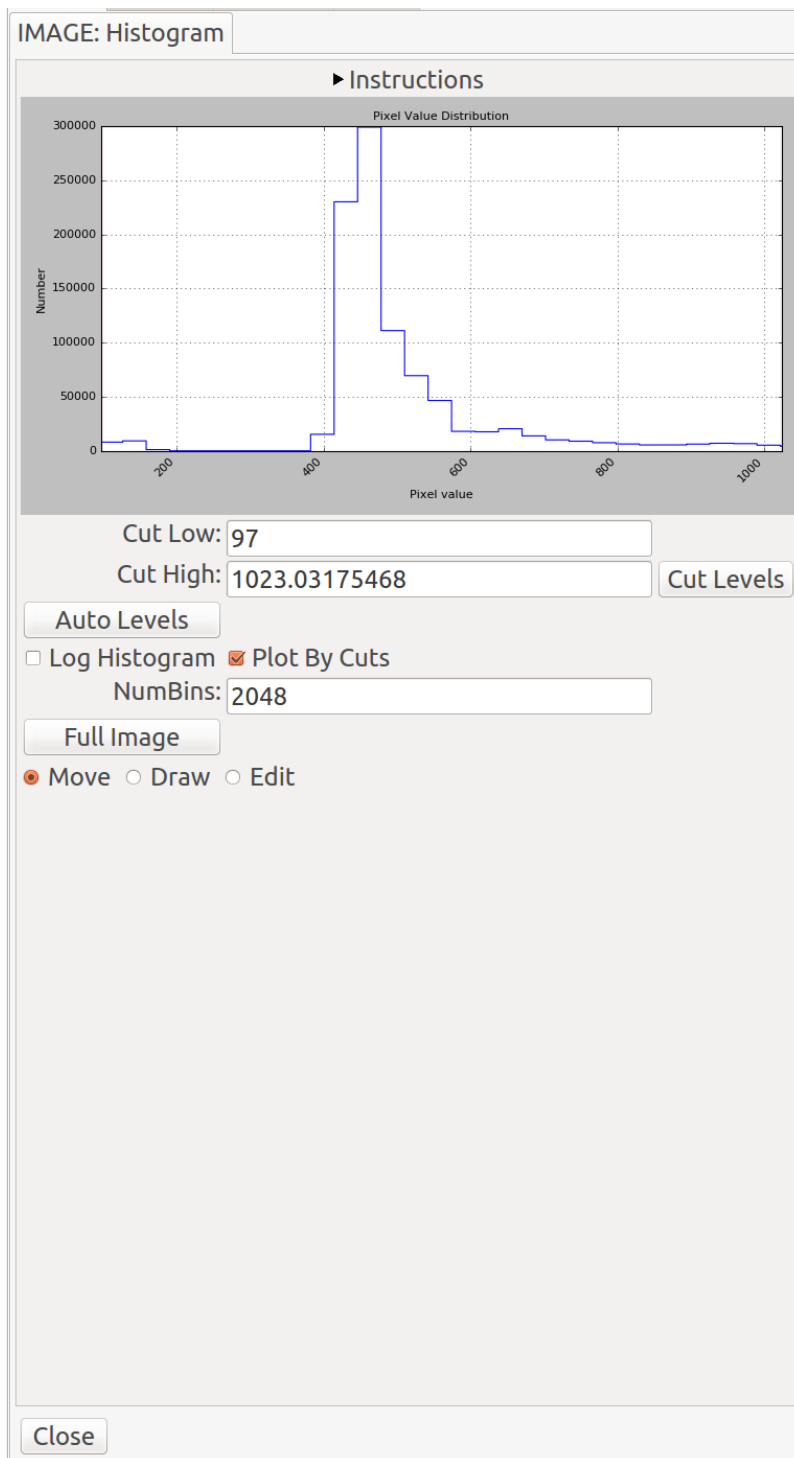 IMAGE: Histogram
Instructions
Pixel Value Distribution
300000
250000
200000
150000
100000
50000
0
Number
200 400 600 800 1000
Pixel value
Cut Low: 97
Cut High: 1023.03175468 Cut Levels
Auto Levels
Log Histogram Plot By Cuts
NumBins: 2048
Full Image
Move Draw Edit
Close